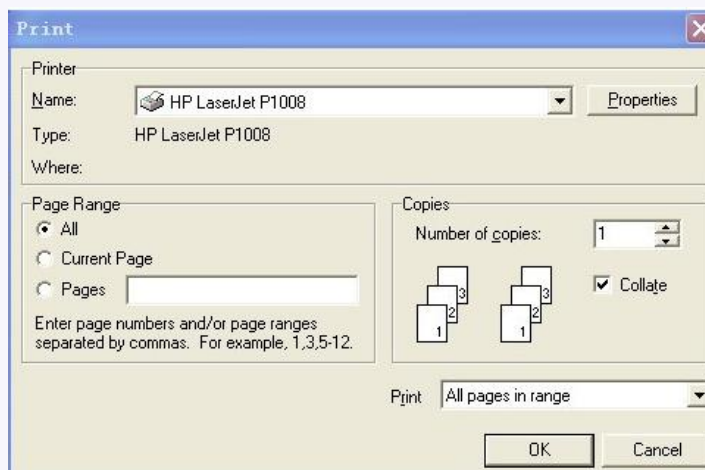 Print
Printer
Name: HP LaserJet P1008 Properties
Type: HP LaserJet P1008
Where:
Page Range
All
Current Page
Pages
Enter page numbers and/or page ranges
separated by commas. For example, 1,3,5-12.
Copies
Number of copies: 1
3 3
2 2
1 1
Collate
Print All pages in range
OK Cancel